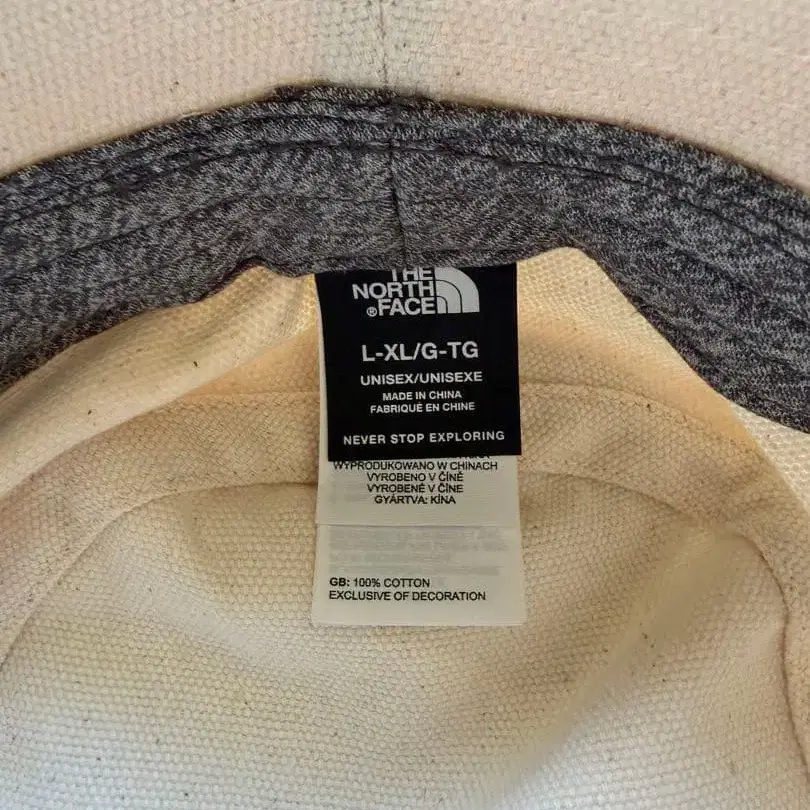 THE
NORTH
®FACE
L-XL/G-TG
UNISEX/UNISEXE
MADE IN CHINA
FABRIQUÉ EN CHINE
NEVER STOP EXPLORING
WYPRODUKOWANO W CHINACH
VYROBENO V ČÍNĚ
VYROBENÉ V ČÍNE
GYÁRTVA: KÍNA
GB: 100% COTTON
EXCLUSIVE OF DECORATION